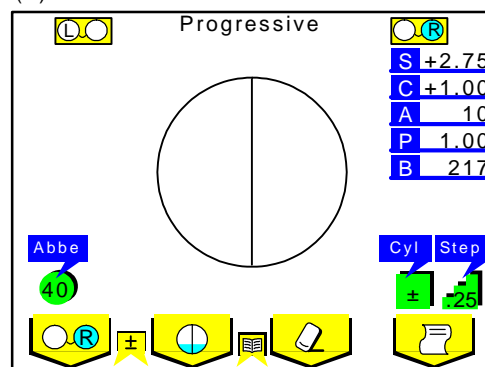 L Progressive R
S +2.75
C +1.00
A 10
P 1.00
B 217
Abbe Cyl Step
40 ± .25
R ±